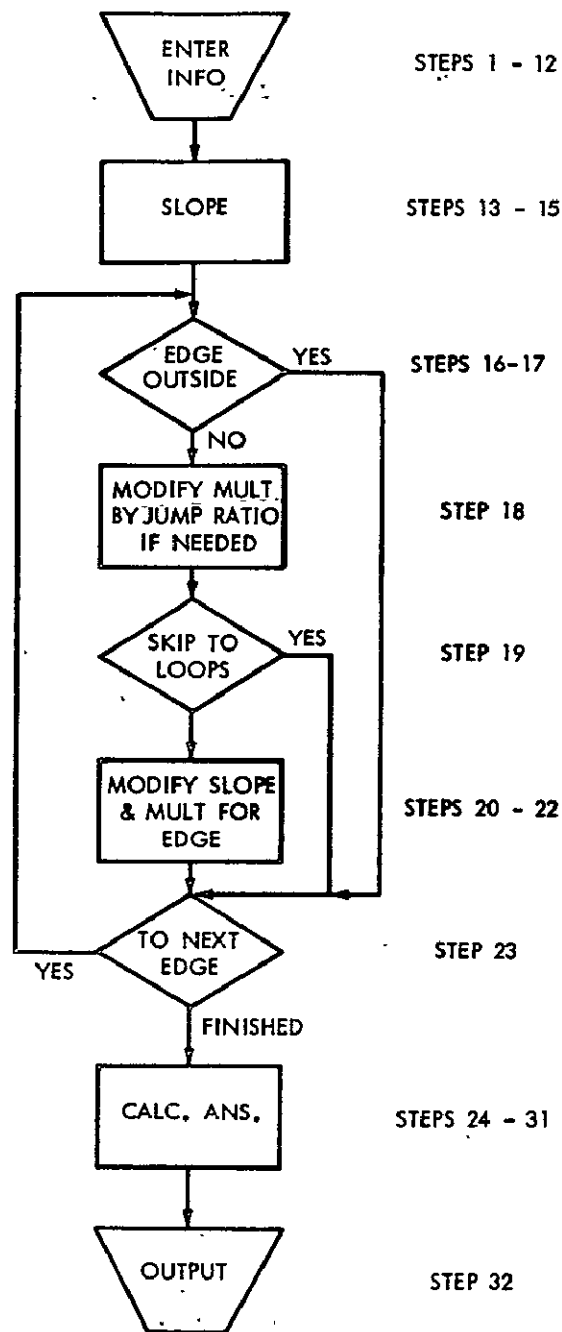 ENTER
INFO
STEPS 1 - 12
SLOPE
STEPS 13 - 15
EDGE
OUTSIDE
YES
STEPS 16-17
NO
MODIFY MULT
BY JUMP RATIO
IF NEEDED
STEP 18
SKIP TO
LOOPS
YES
STEP 19
MODIFY SLOPE
& MULT FOR
EDGE
STEPS 20 - 22
TO NEXT
EDGE
YES
STEP 23
FINISHED
CALC. ANS.
STEPS 24 - 31
OUTPUT
STEP 32